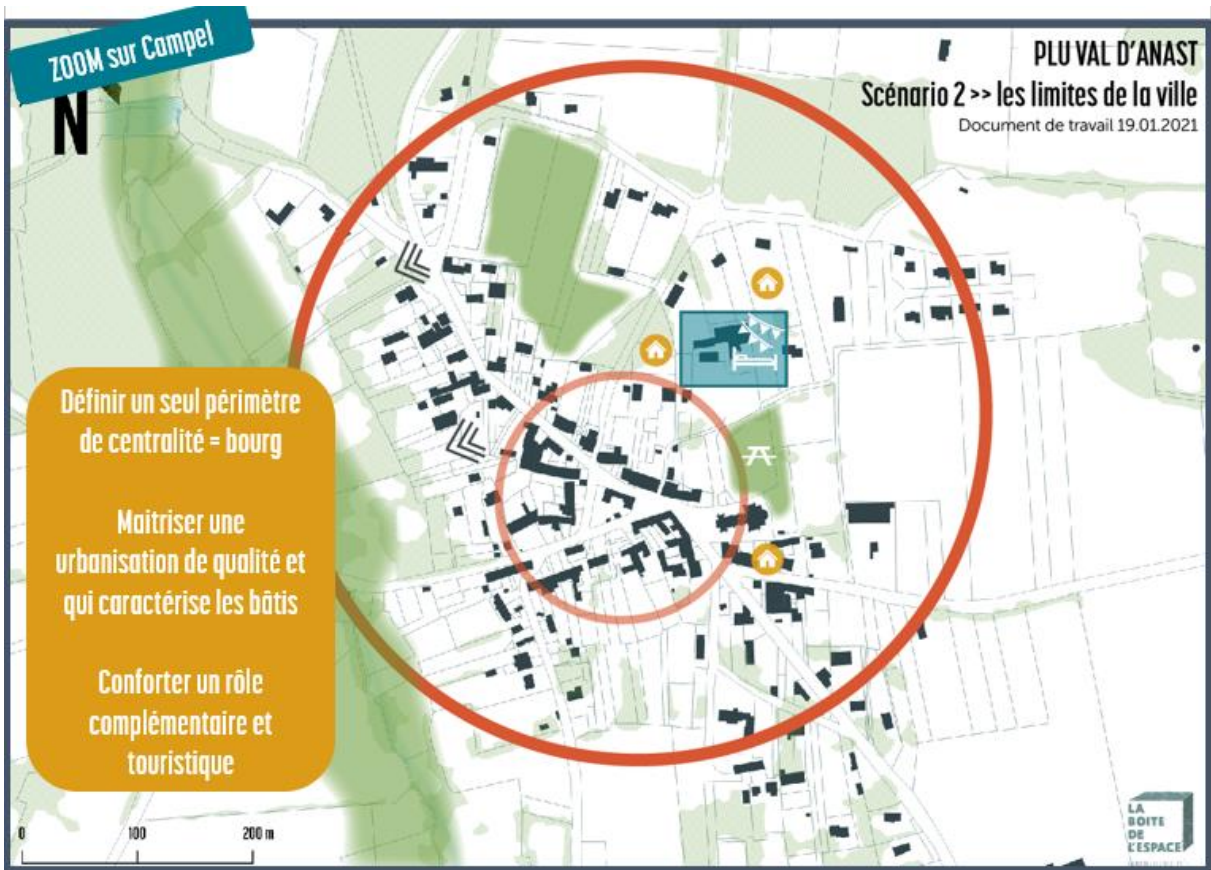 ZOOM sur Campel
N
PLU VAL D'ANAST
Scénario 2 >> les limites de la ville
Document de travail 19.01.2021
Définir un seul périmètre
de centralité = bourg
Maitriser une
urbanisation de qualité et
qui caractérise les bâtis
Conforter un rôle
complémentaire et
touristique
0 100 200 m
LA
BOITE
DE
L'ESPACE